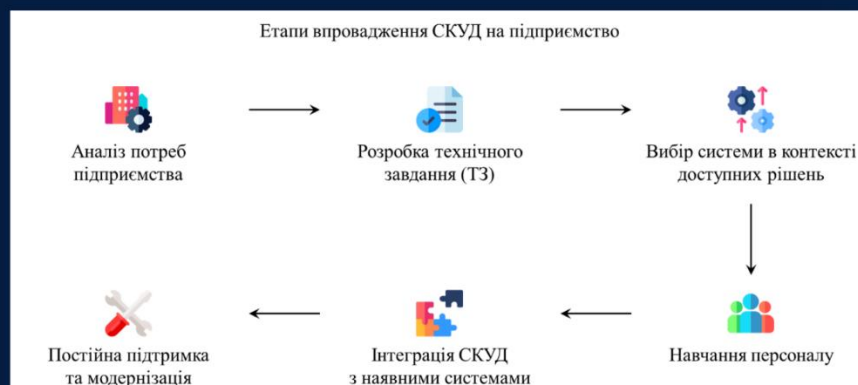 Етапи впровадження СКУД на підприємство
Аналіз потреб
підприємства
Розробка технічного
завдання (ТЗ)
Вибір системи в контексті
доступних рішень
Навчання персоналу
Інтеграція СКУД
з наявними системами
Постійна підтримка
та модернізація